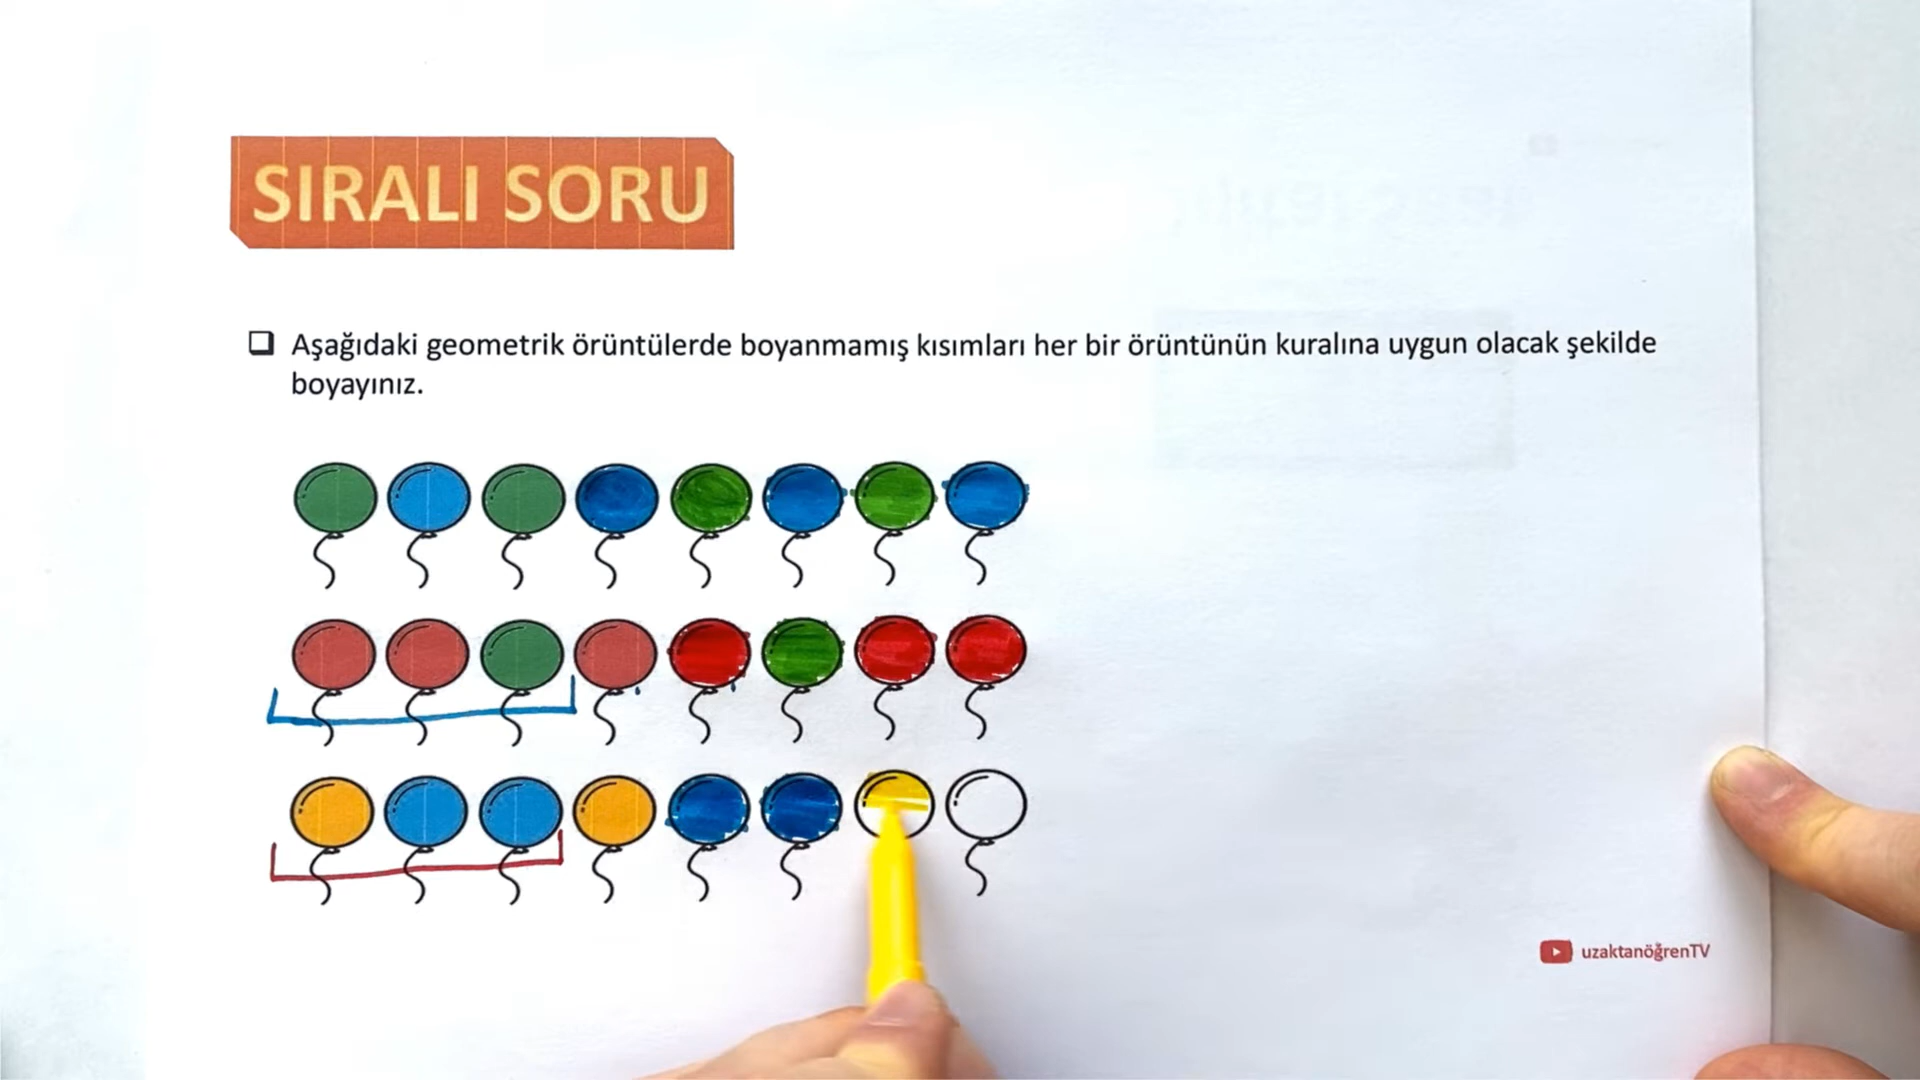 SIRALI SORU
Aşağıdaki geometrik örüntülerde boyanmamış kısımları her bir örüntünün kuralına uygun olacak şekilde
boyayınız.
uzaktanöğrenTV